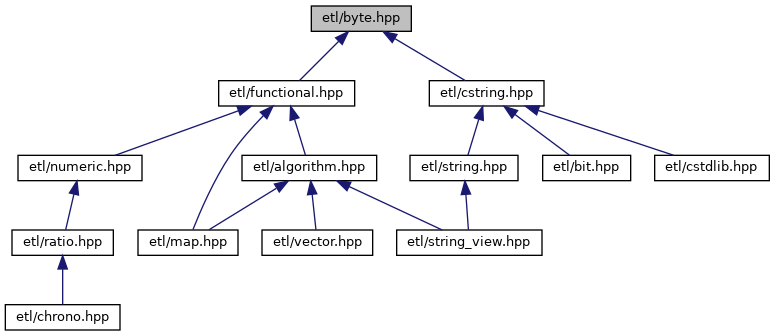 etl/byte.hpp
etl/functional.hpp
etl/cstring.hpp
etl/numeric.hpp
etl/algorithm.hpp
etl/string.hpp
etl/bit.hpp
etl/cstdlib.hpp
etl/ratio.hpp
etl/map.hpp
etl/vector.hpp
etl/string_view.hpp
etl/chrono.hpp